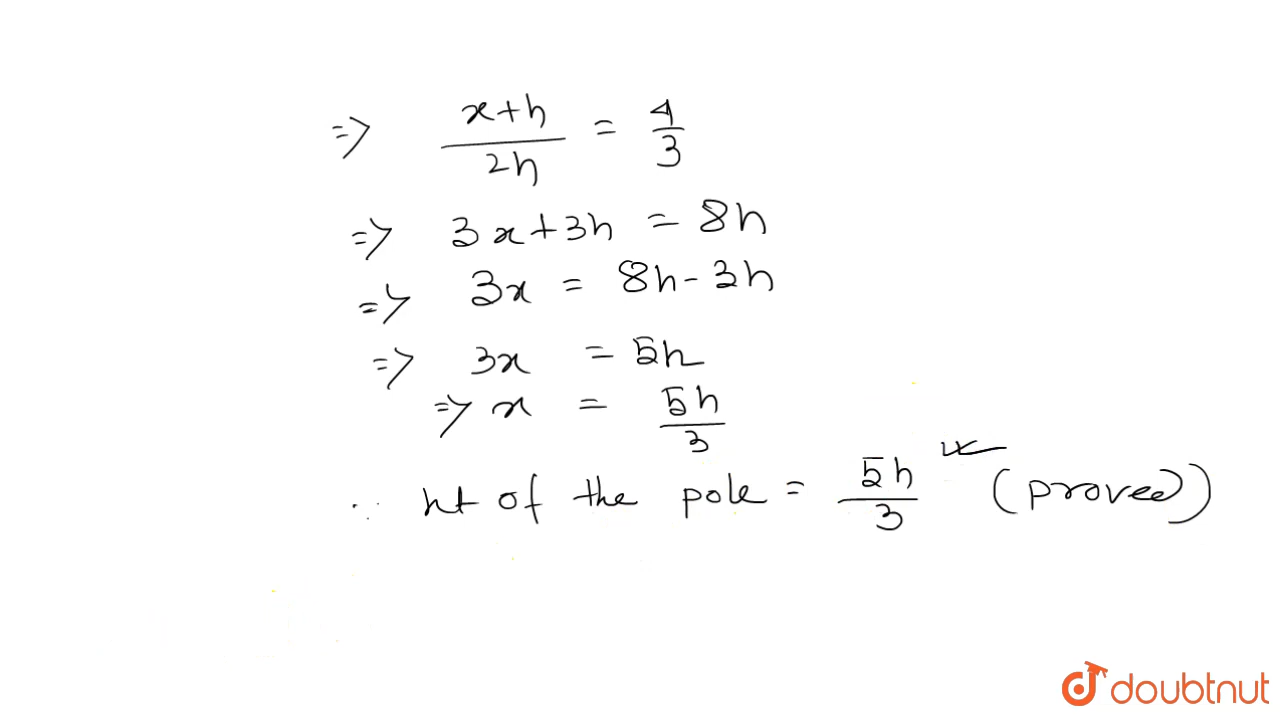 ⇒ x+h/2h = 4/3
⇒ 3x+3h = 8h
⇒ 3x = 8h-3h
⇒ 3x = 5h
⇒ x = 5h/3
∴ ht of the pole = 5h/3 (proved)
doubtnut